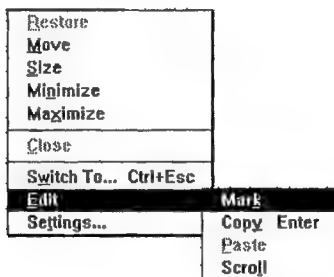 Restore
Move
Size
Minimize
Maximize
Close
Switch To... Ctrl+Esc
Edit
Settings...
Mark
Copy Enter
Paste
Scroll